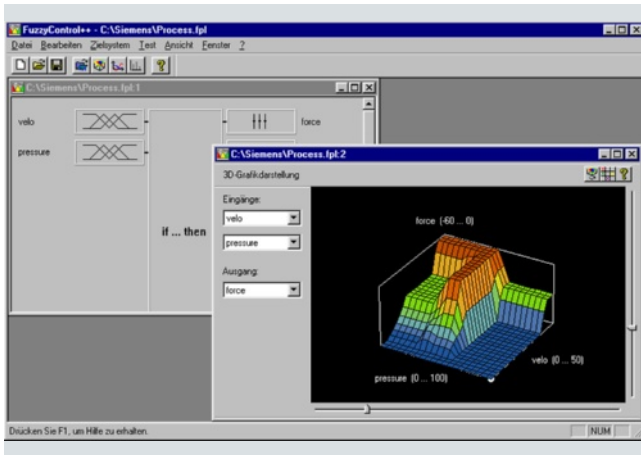 FuzzyControl++ - C:\Siemens\Process.fpl
Datei Bearbeiten Zielsystem Test Ansicht Fenster ?
C:\Siemens\Process.fpl:1
velo
force
pressure
if ... then
C:\Siemens\Process.fpl:2
3D-Grafikdarstellung
Eingänge:
velo
pressure
Ausgang:
force
force (-60 ... 0)
velo (0 ... 50)
pressure (0 ... 100)
Drücken Sie F1, um Hilfe zu erhalten.
NUM